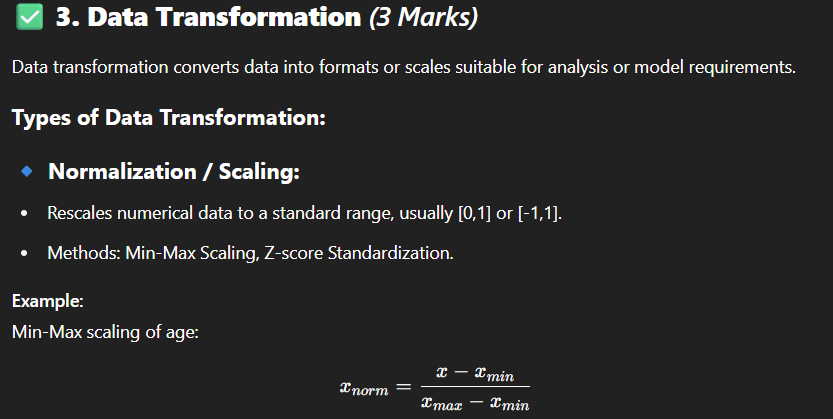 ✅ 3. Data Transformation (3 Marks)
Data transformation converts data into formats or scales suitable for analysis or model requirements.
Types of Data Transformation:
🔹 Normalization / Scaling:
• Rescales numerical data to a standard range, usually [0,1] or [-1,1].
• Methods: Min-Max Scaling, Z-score Standardization.
Example:
Min-Max scaling of age:
x_{norm} = \frac{x - x_{min}}{x_{max} - x_{min}}